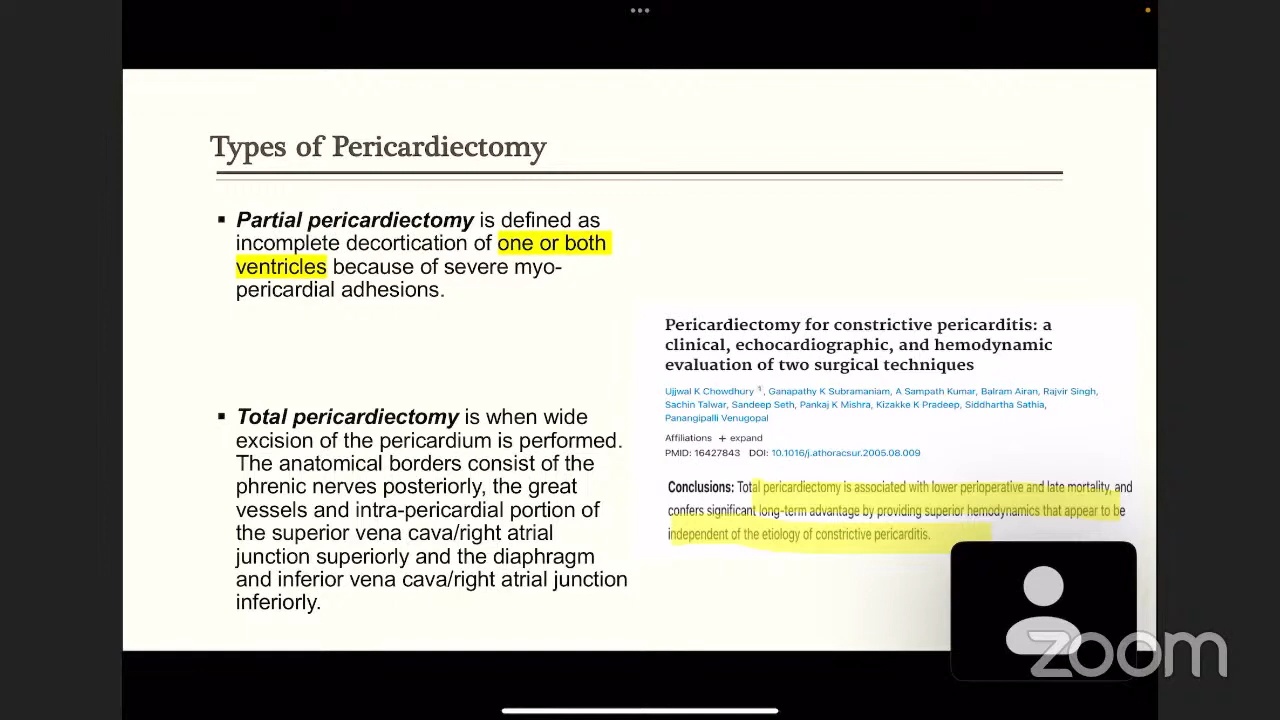 Types of Pericardiectomy
▪ Partial pericardiectomy is defined as
incomplete decortication of one or both
ventricles because of severe myo-
pericardial adhesions.
▪ Total pericardiectomy is when wide
excision of the pericardium is performed.
The anatomical borders consist of the
phrenic nerves posteriorly, the great
vessels and intra-pericardial portion of
the superior vena cava/right atrial
junction superiorly and the diaphragm
and inferior vena cava/right atrial junction
inferiorly.
Pericardiectomy for constrictive pericarditis: a
clinical, echocardiographic, and hemodynamic
evaluation of two surgical techniques
Ujjwal K Chowdhury 1, Ganapathy K Subramaniam, A Sampath Kumar, Balram Airan, Rajvir Singh,
Sachin Talwar, Sandeep Seth, Pankaj K Mishra, Kizakke K Pradeep, Siddhartha Sathia,
Panangipalli Venugopal
Affiliations + expand
PMID: 16427843 DOI: 10.1016/j.athoracsur.2005.08.009
Conclusions: Total pericardiectomy is associated with lower perioperative and late mortality, and
confers significant long-term advantage by providing superior hemodynamics that appear to be
independent of the etiology of constrictive pericarditis.
zoom